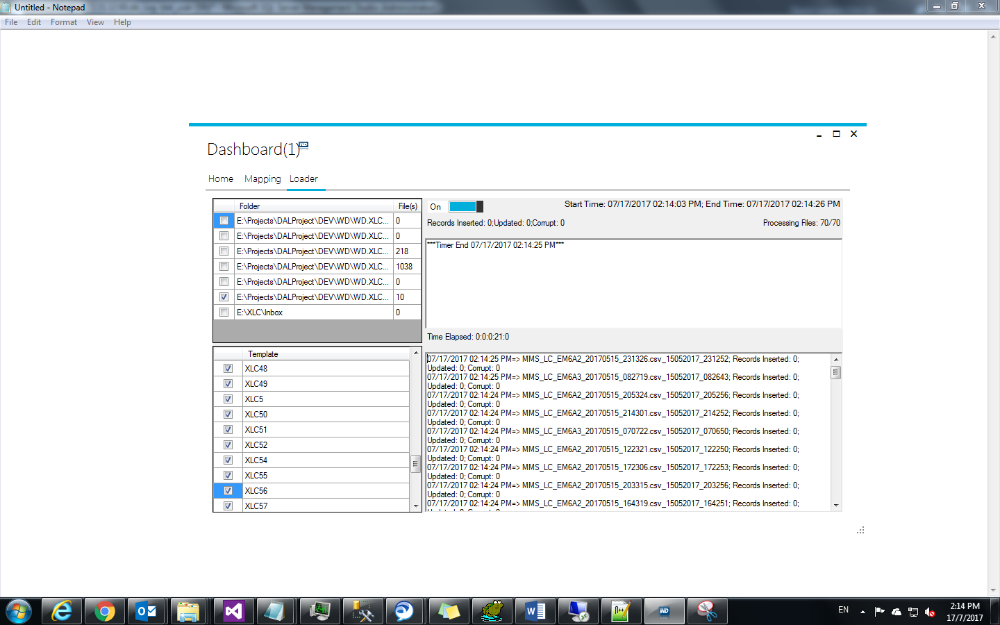 Untitled - Notepad
File Edit Format View Help
Dashboard(1)
WD
Home Mapping Loader
Folder File(s)
E:\Projects\DALProject\DEV\WD\WD.XLC... 0
E:\Projects\DALProject\DEV\WD\WD.XLC... 0
E:\Projects\DALProject\DEV\WD\WD.XLC... 218
E:\Projects\DALProject\DEV\WD\WD.XLC... 1038
E:\Projects\DALProject\DEV\WD\WD.XLC... 0
E:\Projects\DALProject\DEV\WD\WD.XLC... 10
E:\XLC\Inbox 0
Template
XLC48
XLC49
XLC5
XLC50
XLC51
XLC52
XLC54
XLC55
XLC56
XLC57
On
Start Time: 07/17/2017 02:14:03 PM; End Time: 07/17/2017 02:14:26 PM
Records Inserted: 0;Updated: 0;Corrupt: 0
Processing Files: 70/70
***Timer End 07/17/2017 02:14:25 PM***
Time Elapsed: 0:0:0:21:0
07/17/2017 02:14:25 PM=> MMS_LC_EM6A2_20170515_231326.csv_15052017_231252; Records Inserted: 0;
Updated: 0; Corrupt: 0
07/17/2017 02:14:25 PM=> MMS_LC_EM6A3_20170515_082719.csv_15052017_082643; Records Inserted: 0;
Updated: 0; Corrupt: 0
07/17/2017 02:14:24 PM=> MMS_LC_EM6A2_20170515_205324.csv_15052017_205256; Records Inserted: 0;
Updated: 0; Corrupt: 0
07/17/2017 02:14:24 PM=> MMS_LC_EM6A2_20170515_214301.csv_15052017_214252; Records Inserted: 0;
Updated: 0; Corrupt: 0
07/17/2017 02:14:24 PM=> MMS_LC_EM6A3_20170515_070722.csv_15052017_070650; Records Inserted: 0;
Updated: 0; Corrupt: 0
07/17/2017 02:14:24 PM=> MMS_LC_EM6A2_20170515_122321.csv_15052017_122250; Records Inserted: 0;
Updated: 0; Corrupt: 0
07/17/2017 02:14:24 PM=> MMS_LC_EM6A2_20170515_172306.csv_15052017_172253; Records Inserted: 0;
Updated: 0; Corrupt: 0
07/17/2017 02:14:24 PM=> MMS_LC_EM6A2_20170515_203315.csv_15052017_203256; Records Inserted: 0;
Updated: 0; Corrupt: 0
07/17/2017 02:14:24 PM=> MMS_LC_EM6A2_20170515_164319.csv_15052017_164251; Records Inserted: 0;
Updated: 0; Corrupt: 0
EN
2:14 PM
17/7/2017